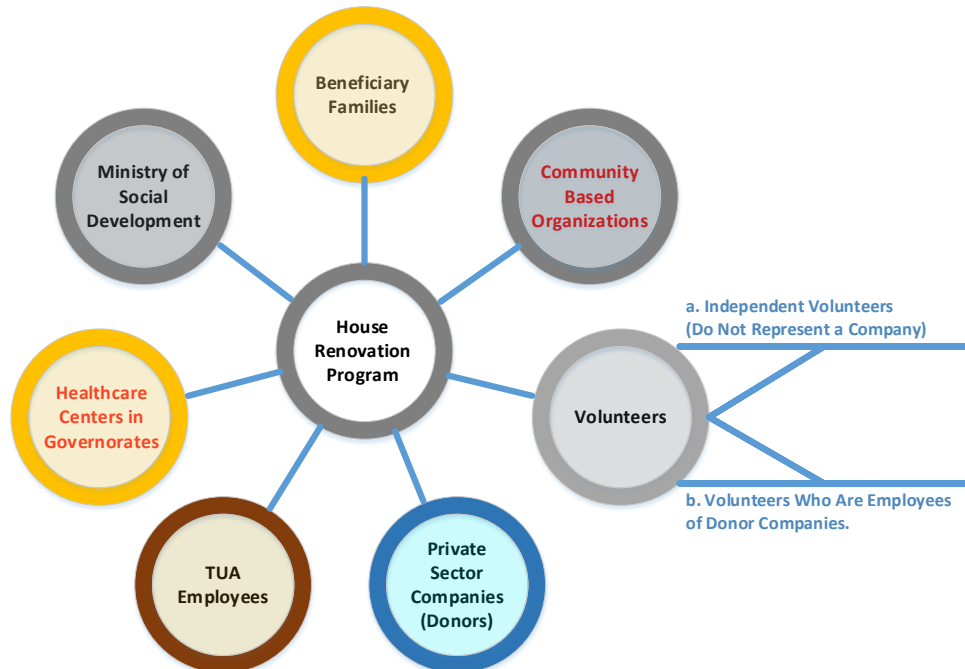 Beneficiary
Families
Ministry of
Social
Development
Community
Based
Organizations
House
Renovation
Program
a. Independent Volunteers
(Do Not Represent a Company)
Volunteers
b. Volunteers Who Are Employees
of Donor Companies.
Healthcare
Centers in
Governorates
TUA
Employees
Private
Sector
Companies
(Donors)